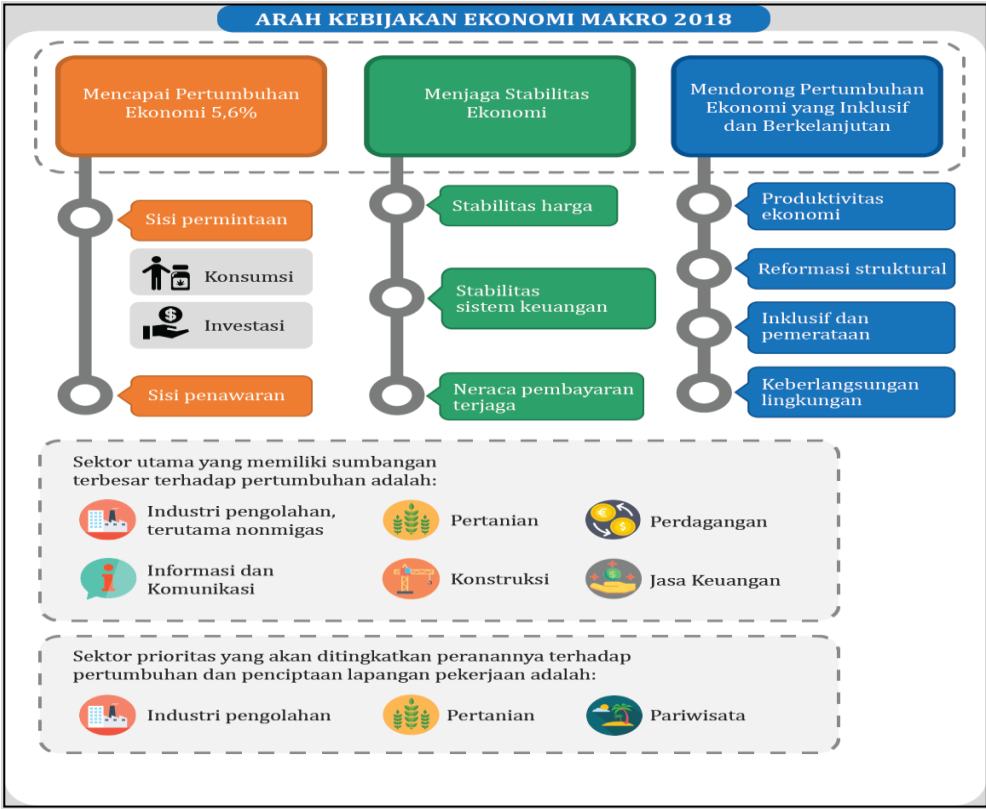 ARAH KEBIJAKAN EKONOMI MAKRO 2018
Mencapai Pertumbuhan
Ekonomi 5,6%
Sisi permintaan
Konsumsi
Investasi
Sisi penawaran
Menjaga Stabilitas
Ekonomi
Stabilitas harga
Stabilitas
sistem keuangan
Neraca pembayaran
terjaga
Mendorong Pertumbuhan
Ekonomi yang Inklusif
dan Berkelanjutan
Produktivitas
ekonomi
Reformasi struktural
Inklusif dan
pemerataan
Keberlangsungan
lingkungan
Sektor utama yang memiliki sumbangan
terbesar terhadap pertumbuhan adalah:
Industri pengolahan,
terutama nonmigas
Pertanian
Perdagangan
Informasi dan
Komunikasi
Konstruksi
Jasa Keuangan
Sektor prioritas yang akan ditingkatkan peranannya terhadap
pertumbuhan dan penciptaan lapangan pekerjaan adalah:
Industri pengolahan
Pertanian
Pariwisata